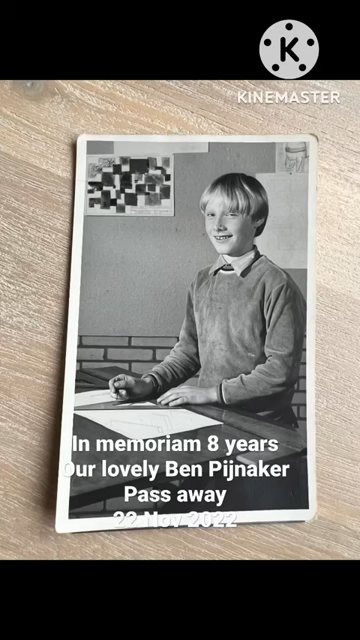 K
KINEMASTER
In memoriam 8 years
Our lovely Ben Pijnaker
Pass away
22 Nov 2022